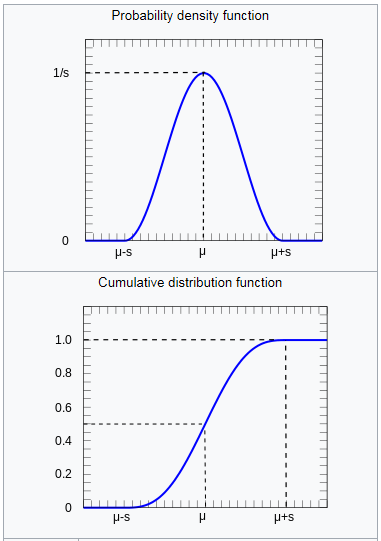 Probability density function
1/s
0
μ-s μ μ+s
Cumulative distribution function
1.0
0.8
0.6
0.4
0.2
0
μ-s μ μ+s